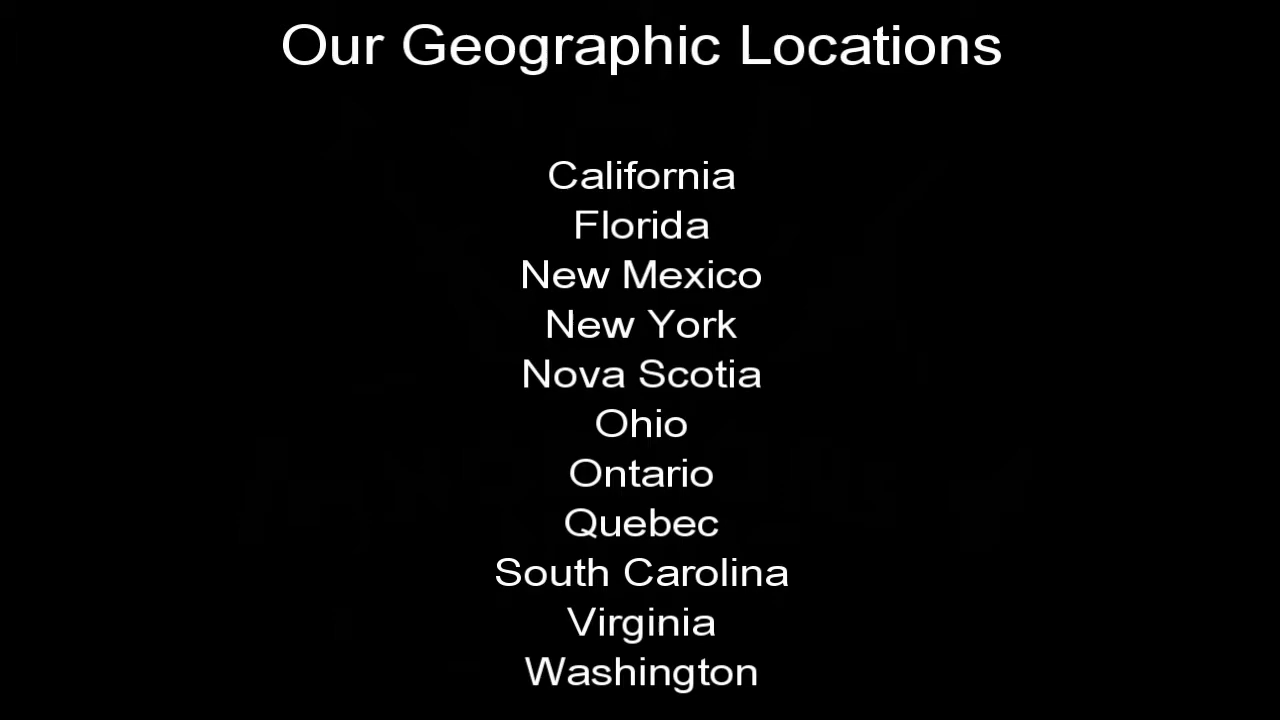 Our Geographic Locations
California
Florida
New Mexico
New York
Nova Scotia
Ohio
Ontario
Quebec
South Carolina
Virginia
Washington